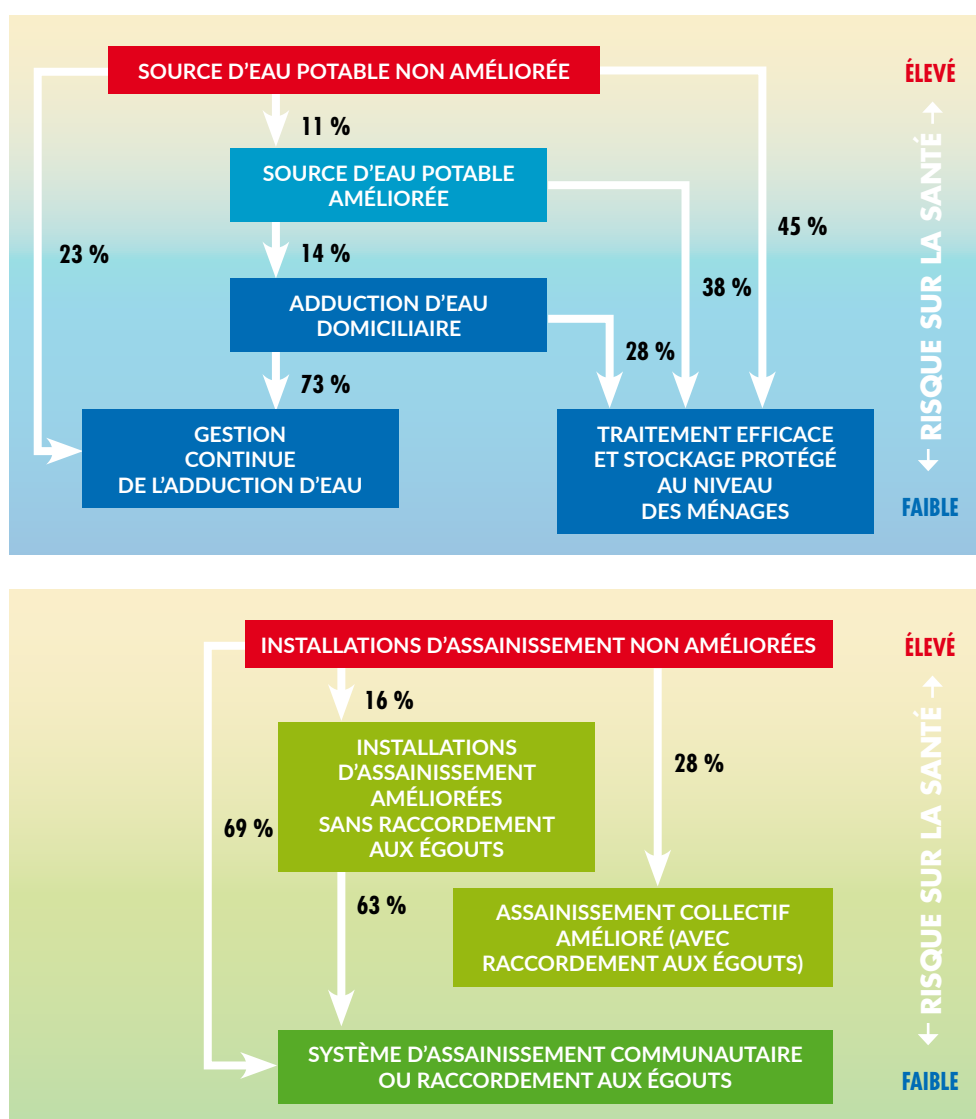 SOURCE D'EAU POTABLE NON AMÉLIORÉE
ÉLEVÉ
11 %
SOURCE D'EAU POTABLE
AMÉLIORÉE
45 %
23 %
14 %
38 %
ADDUCTION D'EAU
DOMICILIAIRE
28 %
73 %
GESTION
CONTINUE
DE L'ADDUCTION D'EAU
TRAITEMENT EFFICACE
ET STOCKAGE PROTÉGÉ
AU NIVEAU
DES MÉNAGES
← RISQUE SUR LA SANTÉ →
FAIBLE
INSTALLATIONS D'ASSAINISSEMENT NON AMÉLIORÉES
ÉLEVÉ
16 %
INSTALLATIONS
D'ASSAINISSEMENT
AMÉLIORÉES
SANS RACCORDEMENT
AUX ÉGOUTS
28 %
69 %
63 %
ASSAINISSEMENT COLLECTIF
AMÉLIORÉ (AVEC
RACCORDEMENT AUX ÉGOUTS)
SYSTÈME D'ASSAINISSEMENT COMMUNAUTAIRE
OU RACCORDEMENT AUX ÉGOUTS
← RISQUE SUR LA SANTÉ →
FAIBLE